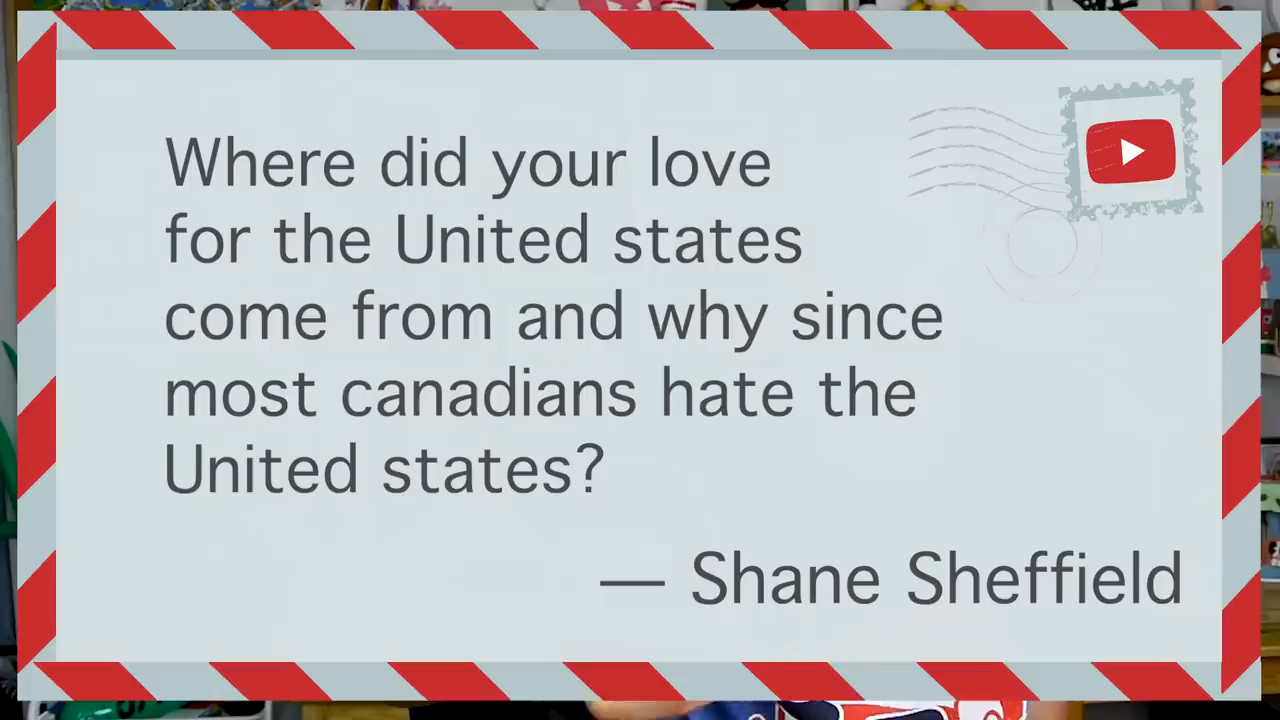 Where did your love
for the United states
come from and why since
most canadians hate the
United states?
— Shane Sheffield